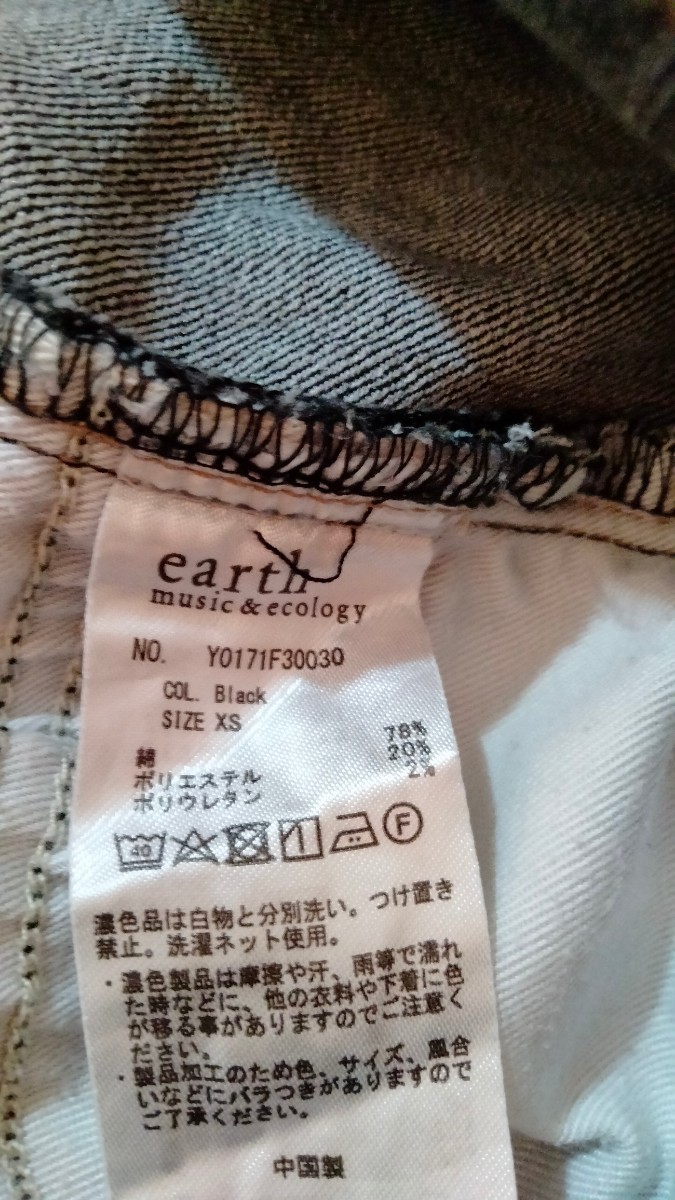 earth
music&ecology
NO. Y0171F30030
COL. Black
SIZE XS
綿 78%
ポリエステル 20%
ポリウレタン 2%
40 F
濃色品は白物と分別洗い。つけ置き
禁止。洗濯ネット使用。
・濃色製品は摩擦や汗、雨等で濡れ
た時などに、他の衣料や下着に色
が移る事がありますのでご注意く
ださい。
・製品加工のため色、サイズ、風合
いなどにバラつきがありますので
ご了承ください。
中国製